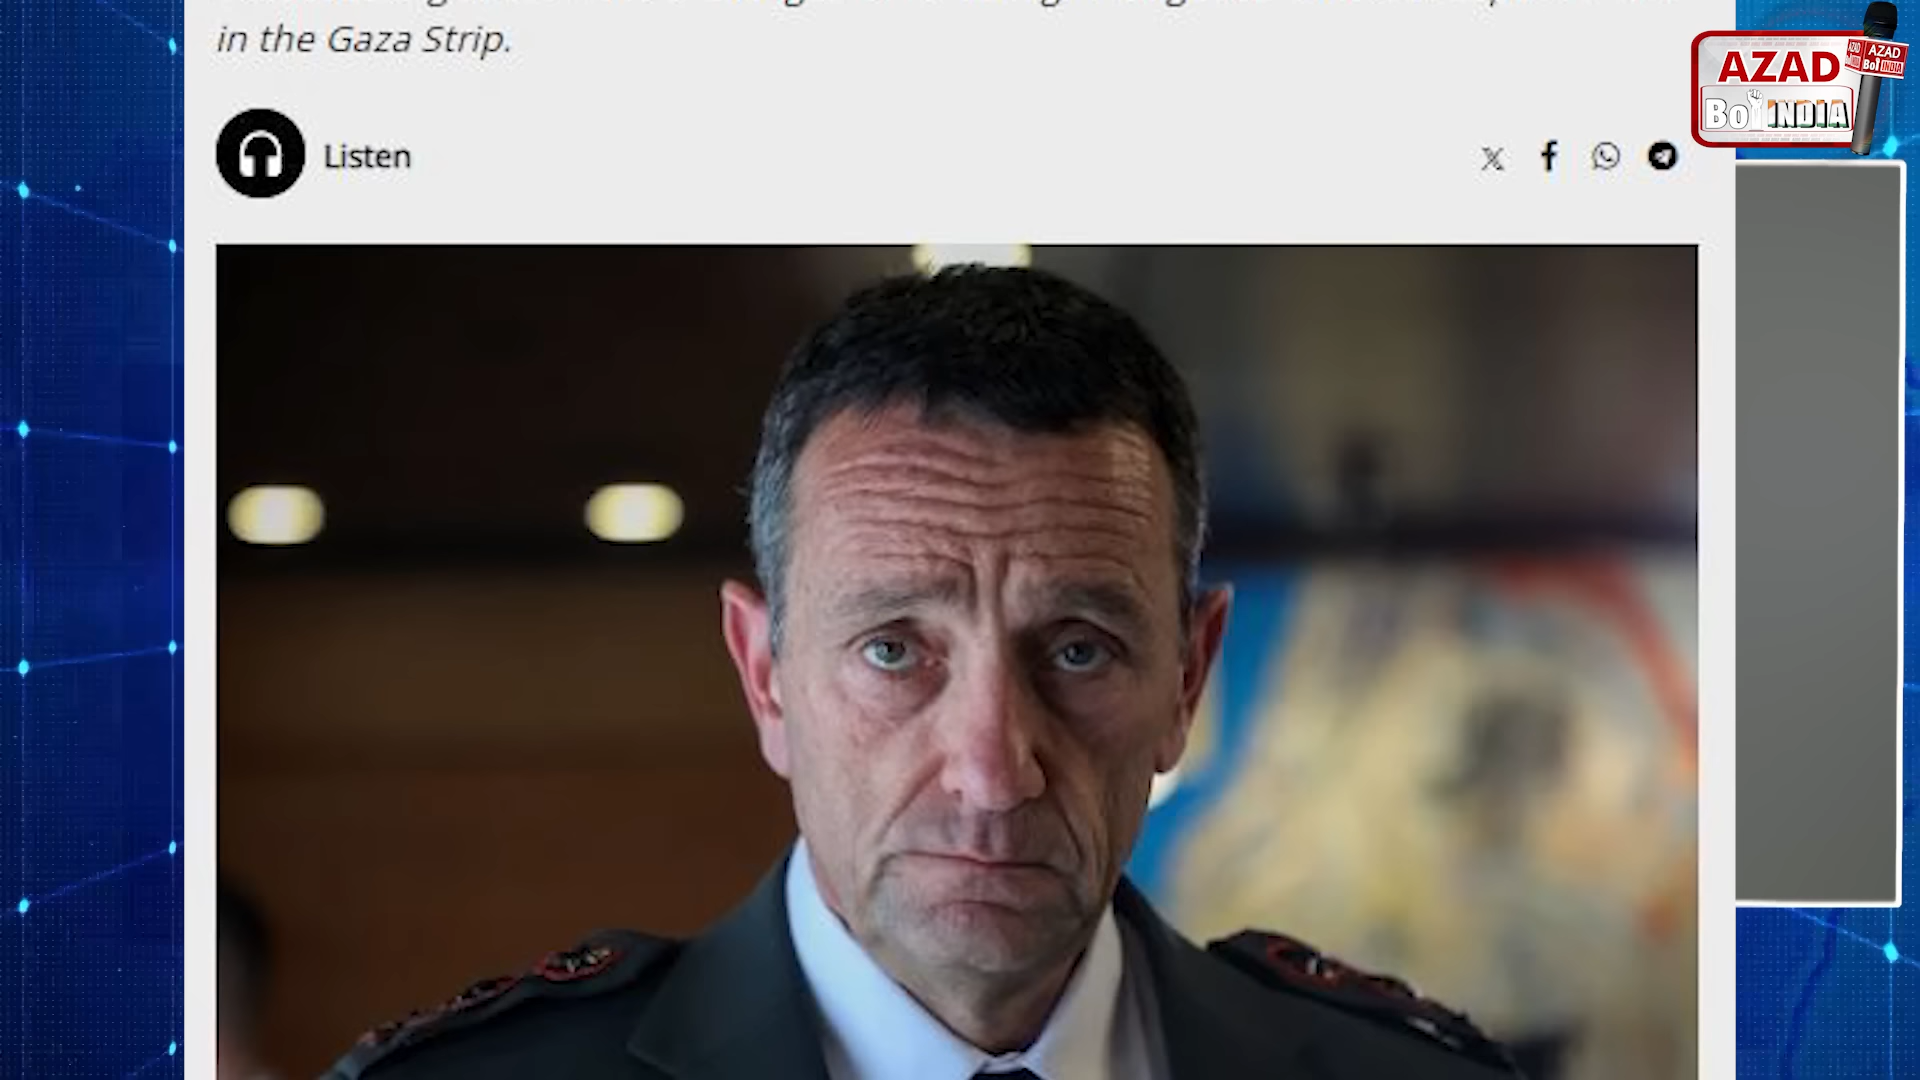 in the Gaza Strip.
Listen
AZAD
Bol INDIA
AZAD
Bol INDIA